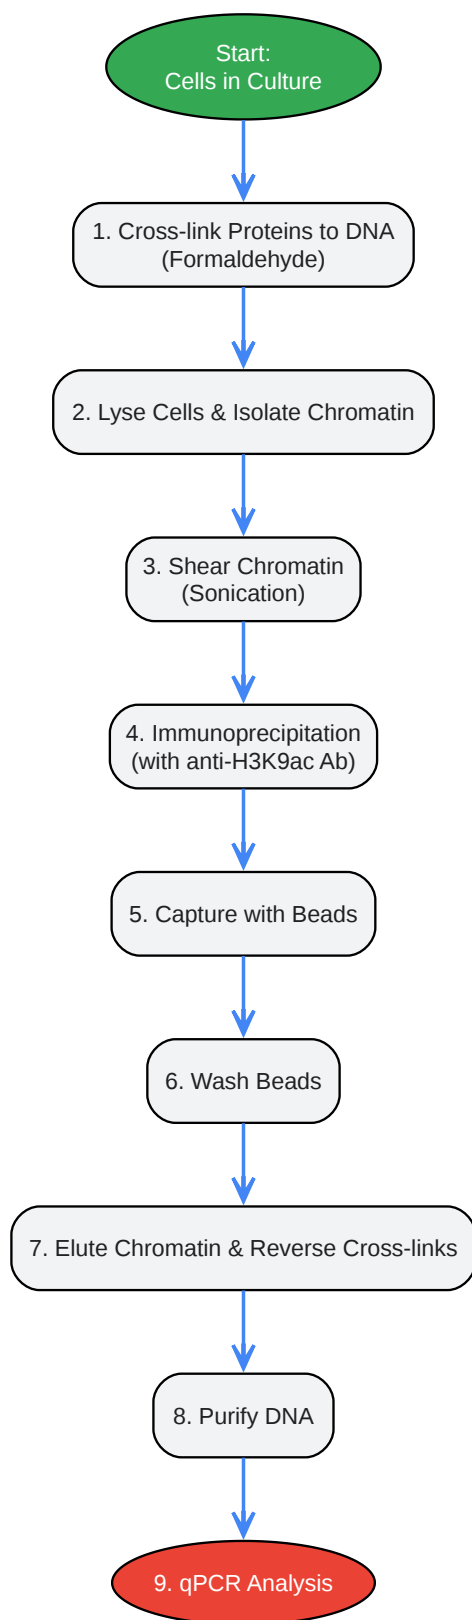 Start:
Cells in Culture
1. Cross-link Proteins to DNA
(Formaldehyde)
2. Lyse Cells & Isolate Chromatin
3. Shear Chromatin
(Sonication)
4. Immunoprecipitation
(with anti-H3K9ac Ab)
5. Capture with Beads
6. Wash Beads
7. Elute Chromatin & Reverse Cross-links
8. Purify DNA
9. qPCR Analysis